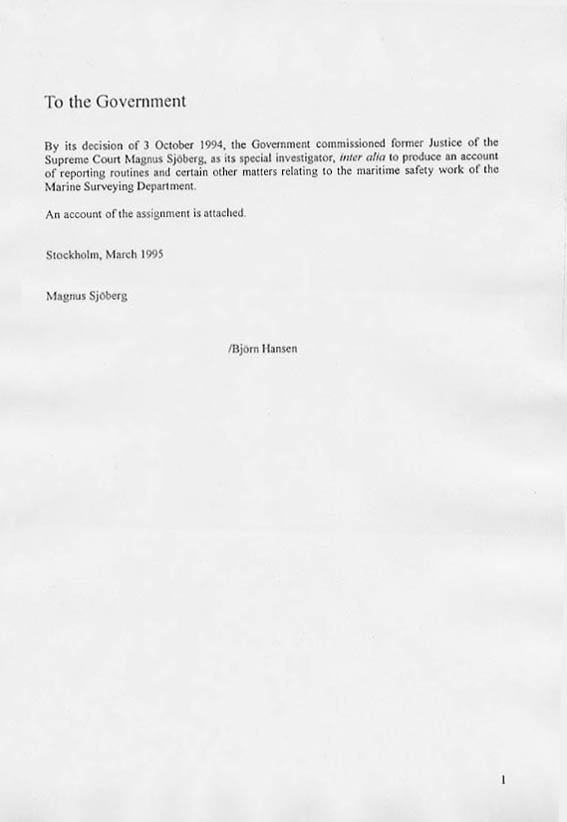 To the Government
By its decision of 3 October 1994, the Government commissioned former Justice of the
Supreme Court Magnus Sjöberg, as its special investigator, inter alia to produce an account
of reporting routines and certain other matters relating to the maritime safety work of the
Marine Surveying Department.
An account of the assignment is attached.
Stockholm, March 1995
Magnus Sjöberg
/Björn Hansen
1